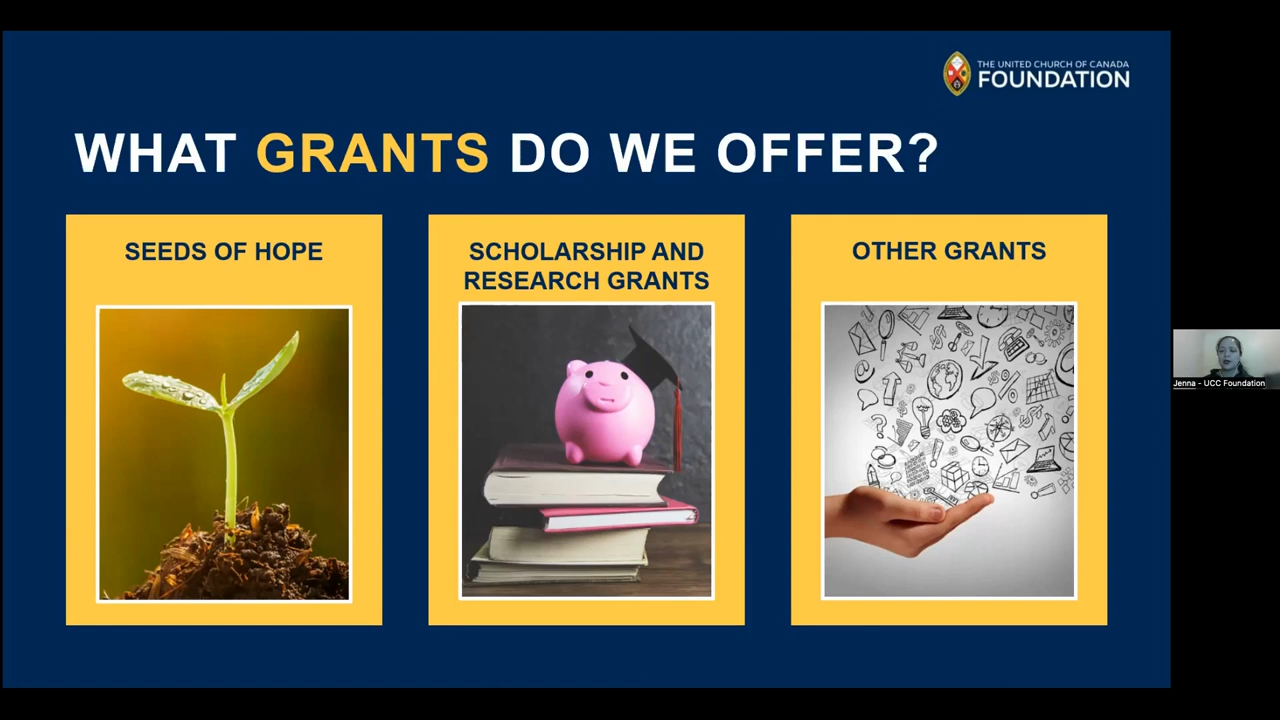 THE UNITED CHURCH OF CANADA
FOUNDATION
WHAT GRANTS DO WE OFFER?
SEEDS OF HOPE
SCHOLARSHIP AND
RESEARCH GRANTS
OTHER GRANTS
Jenna - UCC Foundation